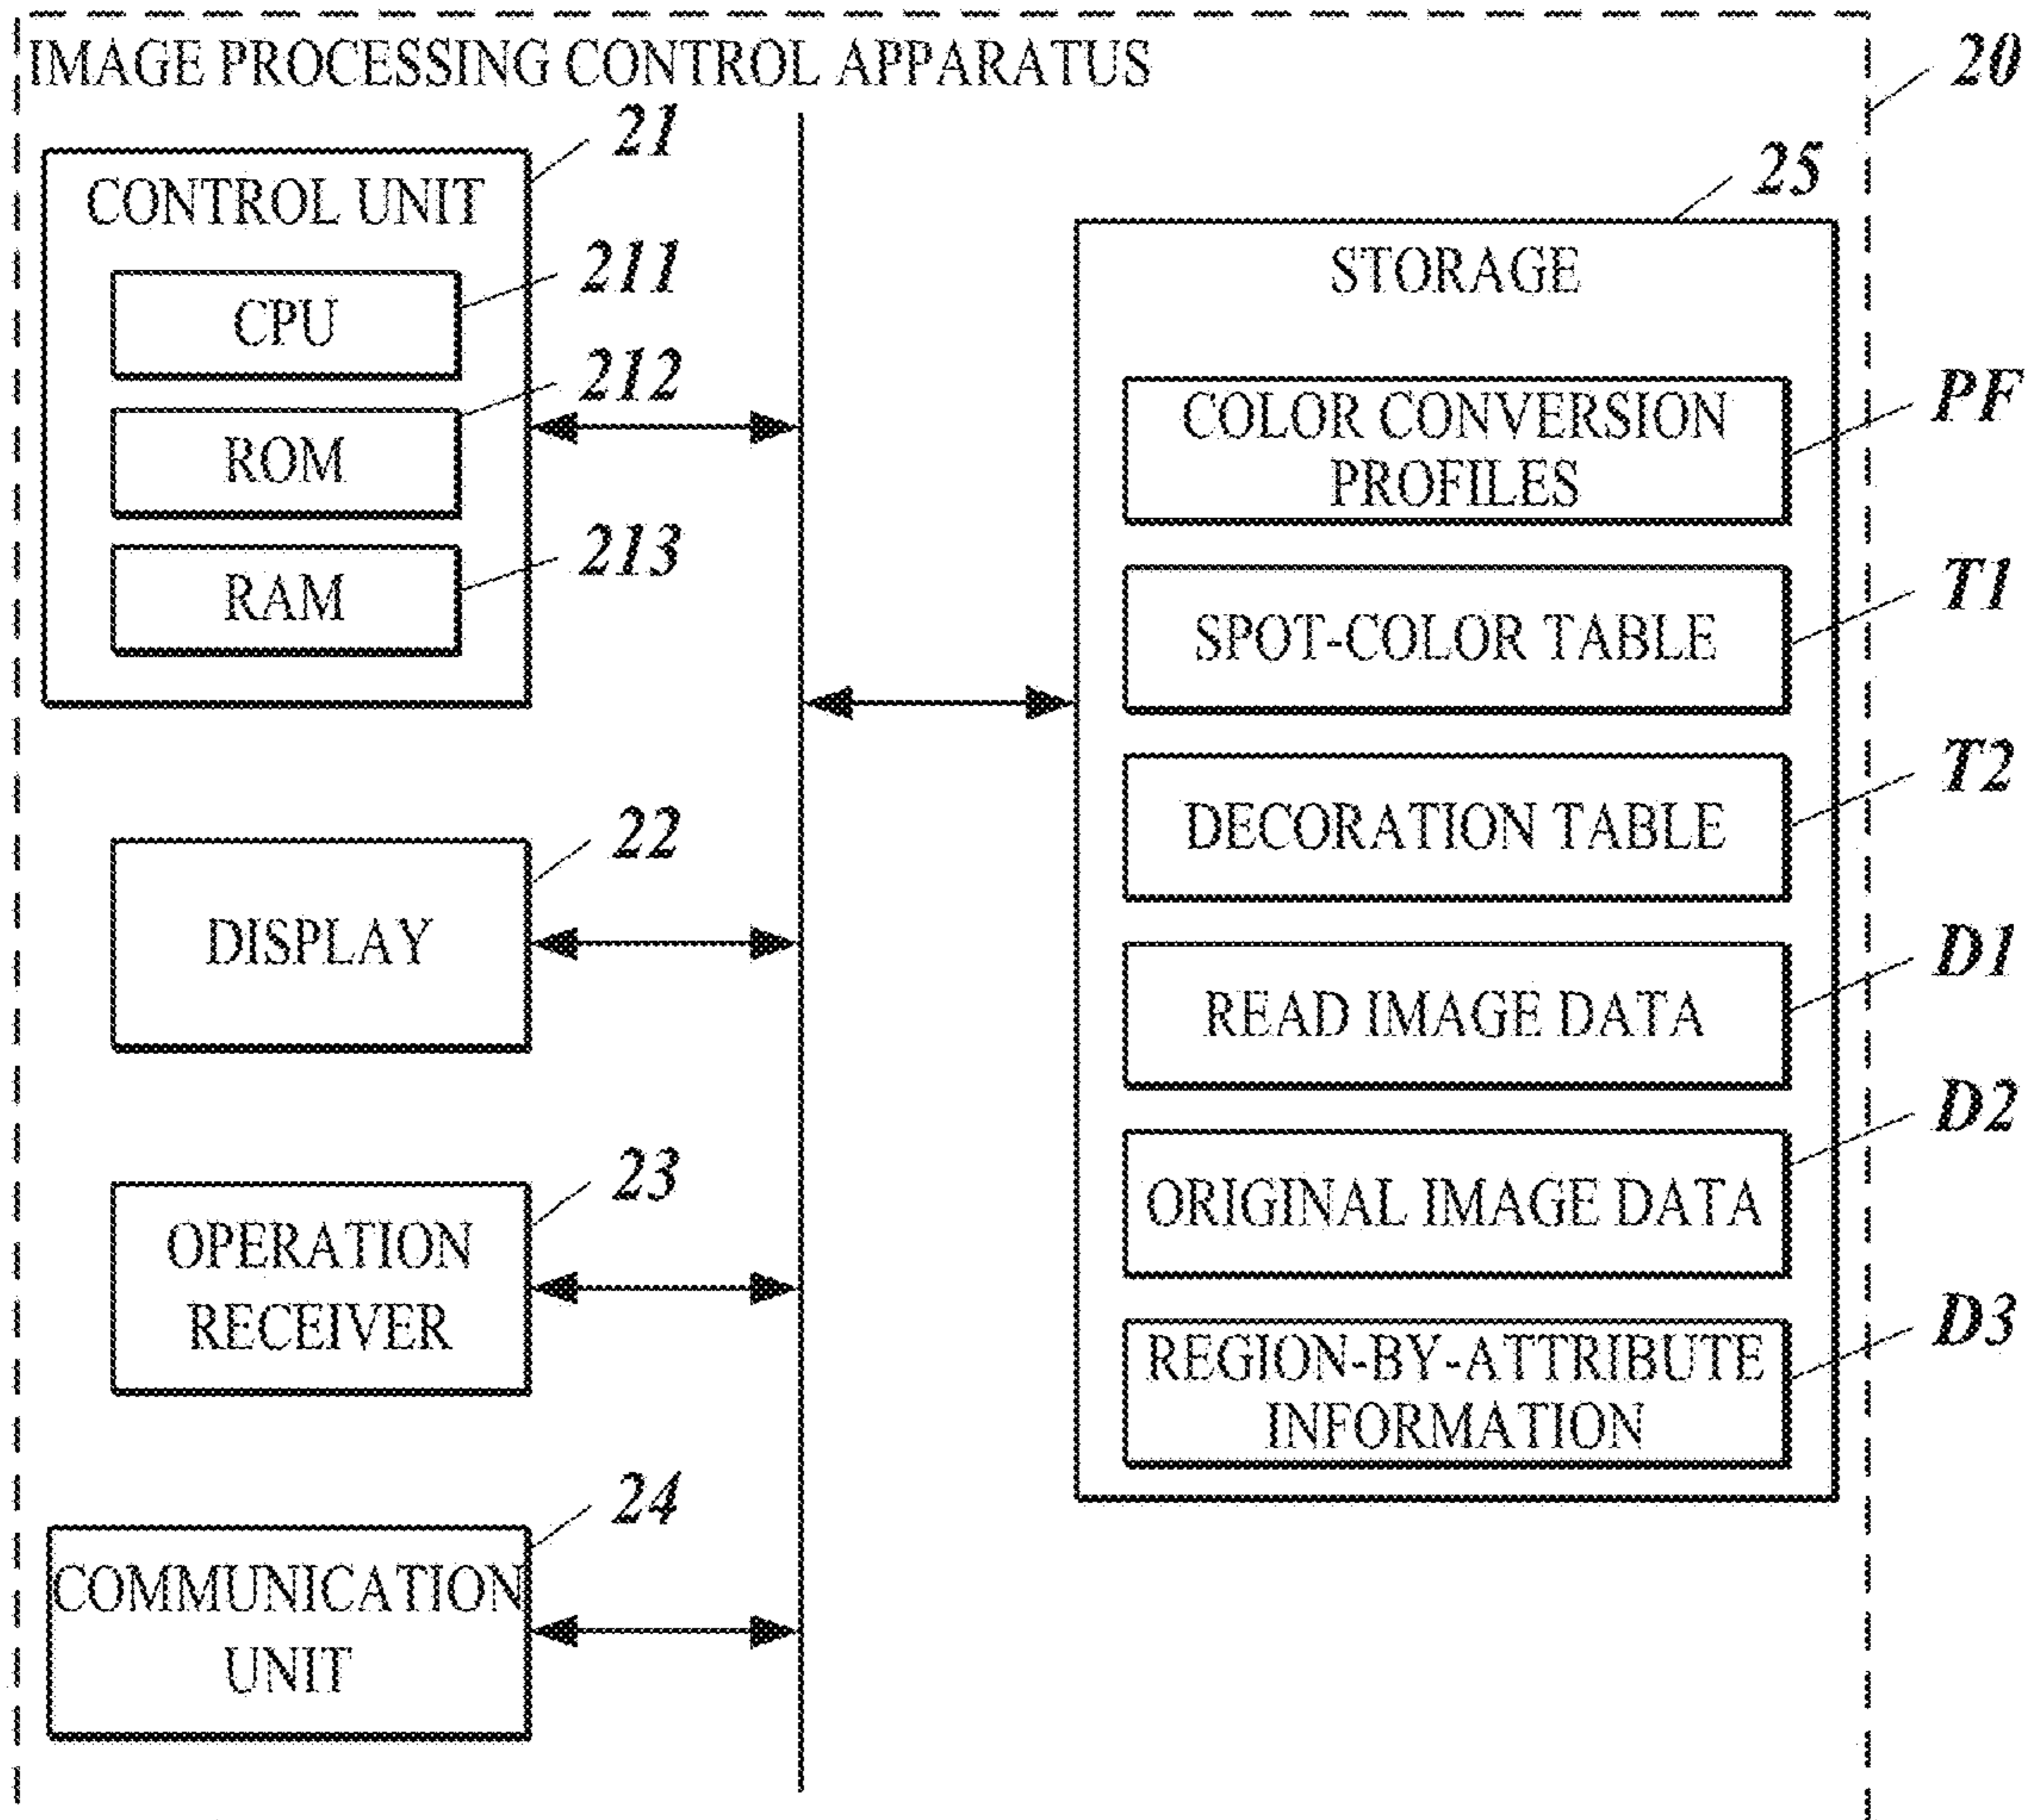 IMAGE PROCESSING CONTROL APPARATUS
20
21
CONTROL UNIT
CPU
211
ROM
212
RAM
213
DISPLAY
22
OPERATION
RECEIVER
23
COMMUNICATION
UNIT
24
25
STORAGE
COLOR CONVERSION
PROFILES
PF
SPOT-COLOR TABLE
T1
DECORATION TABLE
T2
READ IMAGE DATA
D1
ORIGINAL IMAGE DATA
D2
REGION-BY-ATTRIBUTE
INFORMATION
D3